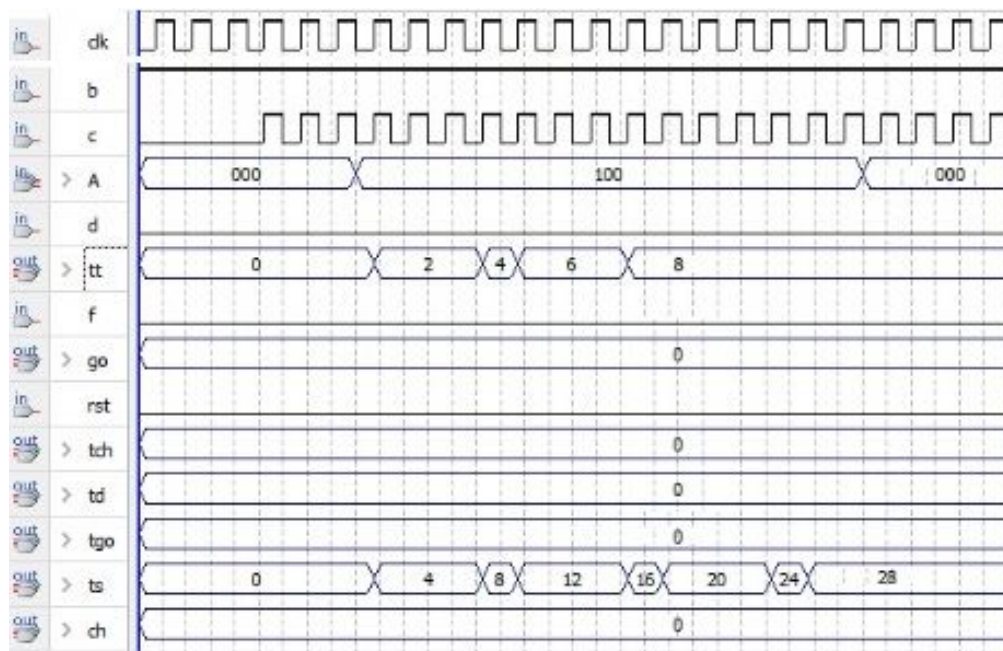 in clk
in b
in c
in > A 000 100 000
in d
out > tt 0 2 4 6 8
in f
out > go 0
in rst
out > tch 0
out > td 0
out > tgo 0
out > ts 0 4 8 12 16 20 24 28
out > ch 0